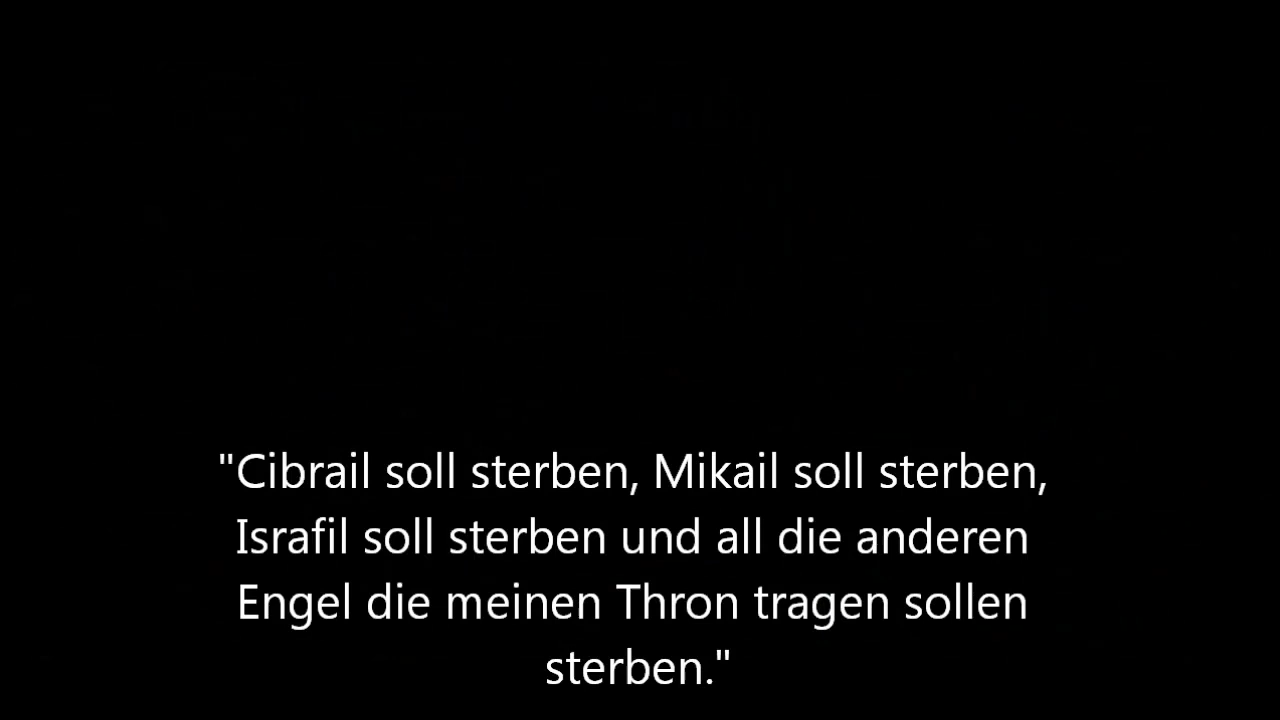 "Cibrail soll sterben, Mikail soll sterben,
Israfil soll sterben und all die anderen
Engel die meinen Thron tragen sollen
sterben."